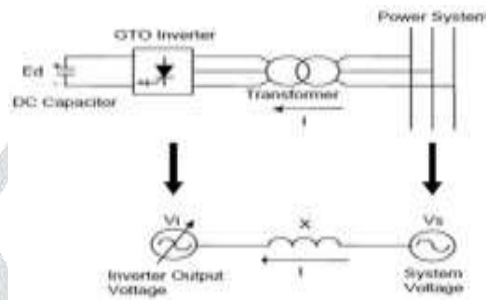 Power System
GTO Inverter
Ed
+
-
DC Capacitor
Transformer
I
Vi
X
Vs
I
Inverter Output
Voltage
System
Voltage